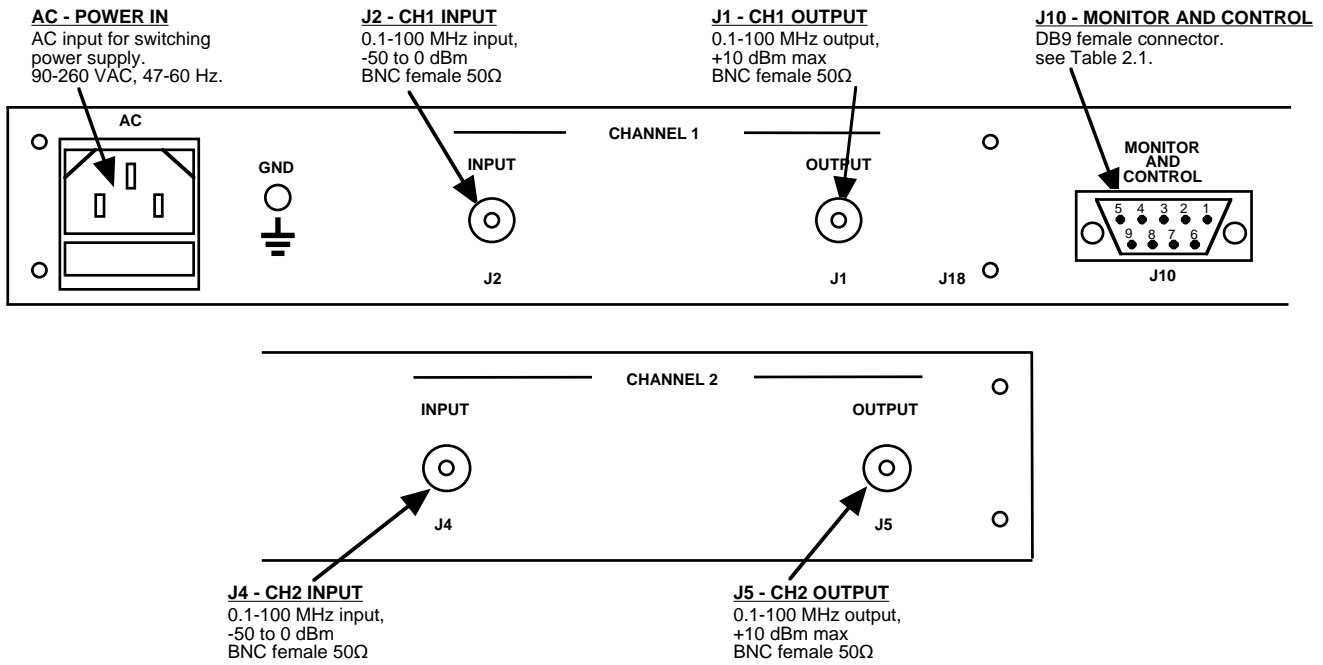 AC - POWER IN
AC input for switching
power supply.
90-260 VAC, 47-60 Hz.
J2 - CH1 INPUT
0.1-100 MHz input,
-50 to 0 dBm
BNC female 50Ω
J1 - CH1 OUTPUT
0.1-100 MHz output,
+10 dBm max
BNC female 50Ω
J10 - MONITOR AND CONTROL
DB9 female connector.
see Table 2.1.
AC
GND
CHANNEL 1
INPUT
OUTPUT
MONITOR
AND
CONTROL
5 4 3 2 1
9 8 7 6
J2
J1
J18
J10
CHANNEL 2
INPUT
OUTPUT
J4
J5
J4 - CH2 INPUT
0.1-100 MHz input,
-50 to 0 dBm
BNC female 50Ω
J5 - CH2 OUTPUT
0.1-100 MHz output,
+10 dBm max
BNC female 50Ω